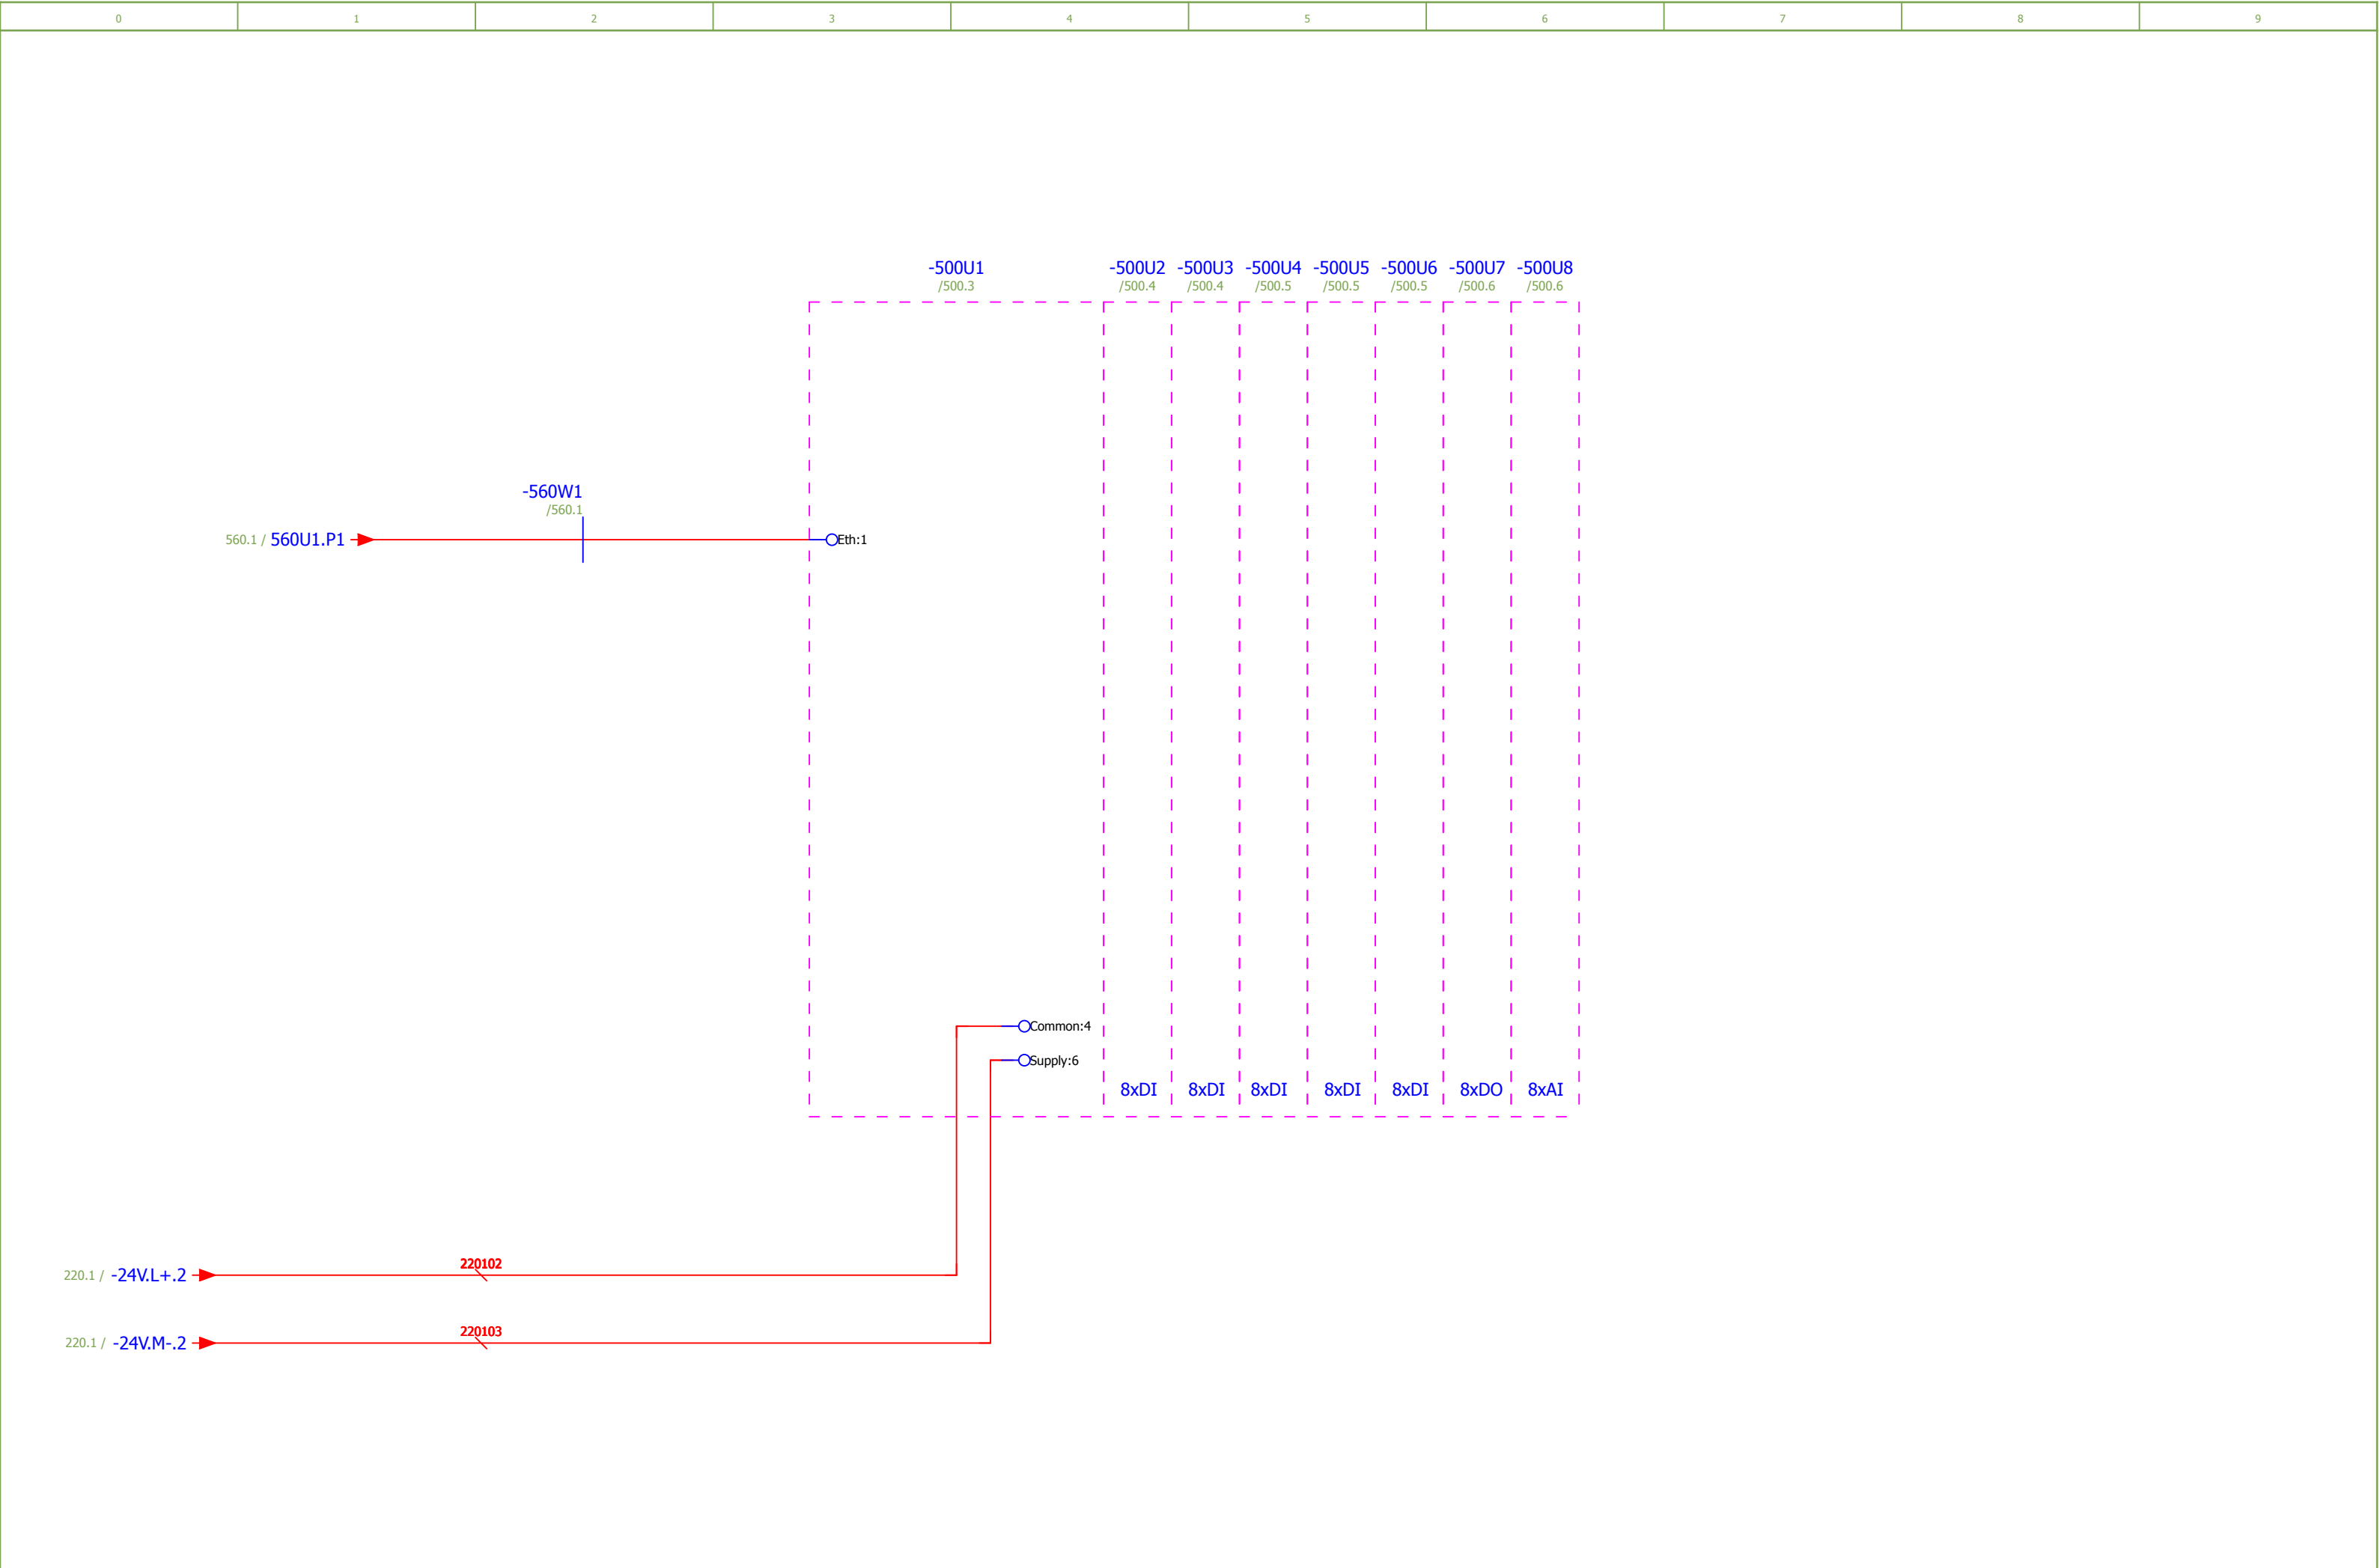 0 1 2 3 4 5 6 7 8 9
-500U1 -500U2 -500U3 -500U4 -500U5 -500U6 -500U7 -500U8
/500.3 /500.4 /500.4 /500.5 /500.5 /500.5 /500.6 /500.6
-560W1
/560.1
560.1 / 560U1.P1 Eth:1
Common:4
Supply:6
8xDI 8xDI 8xDI 8xDI 8xDI 8xDO 8xAI
220102
220.1 / -24V.L+.2
220103
220.1 / -24V.M-.2